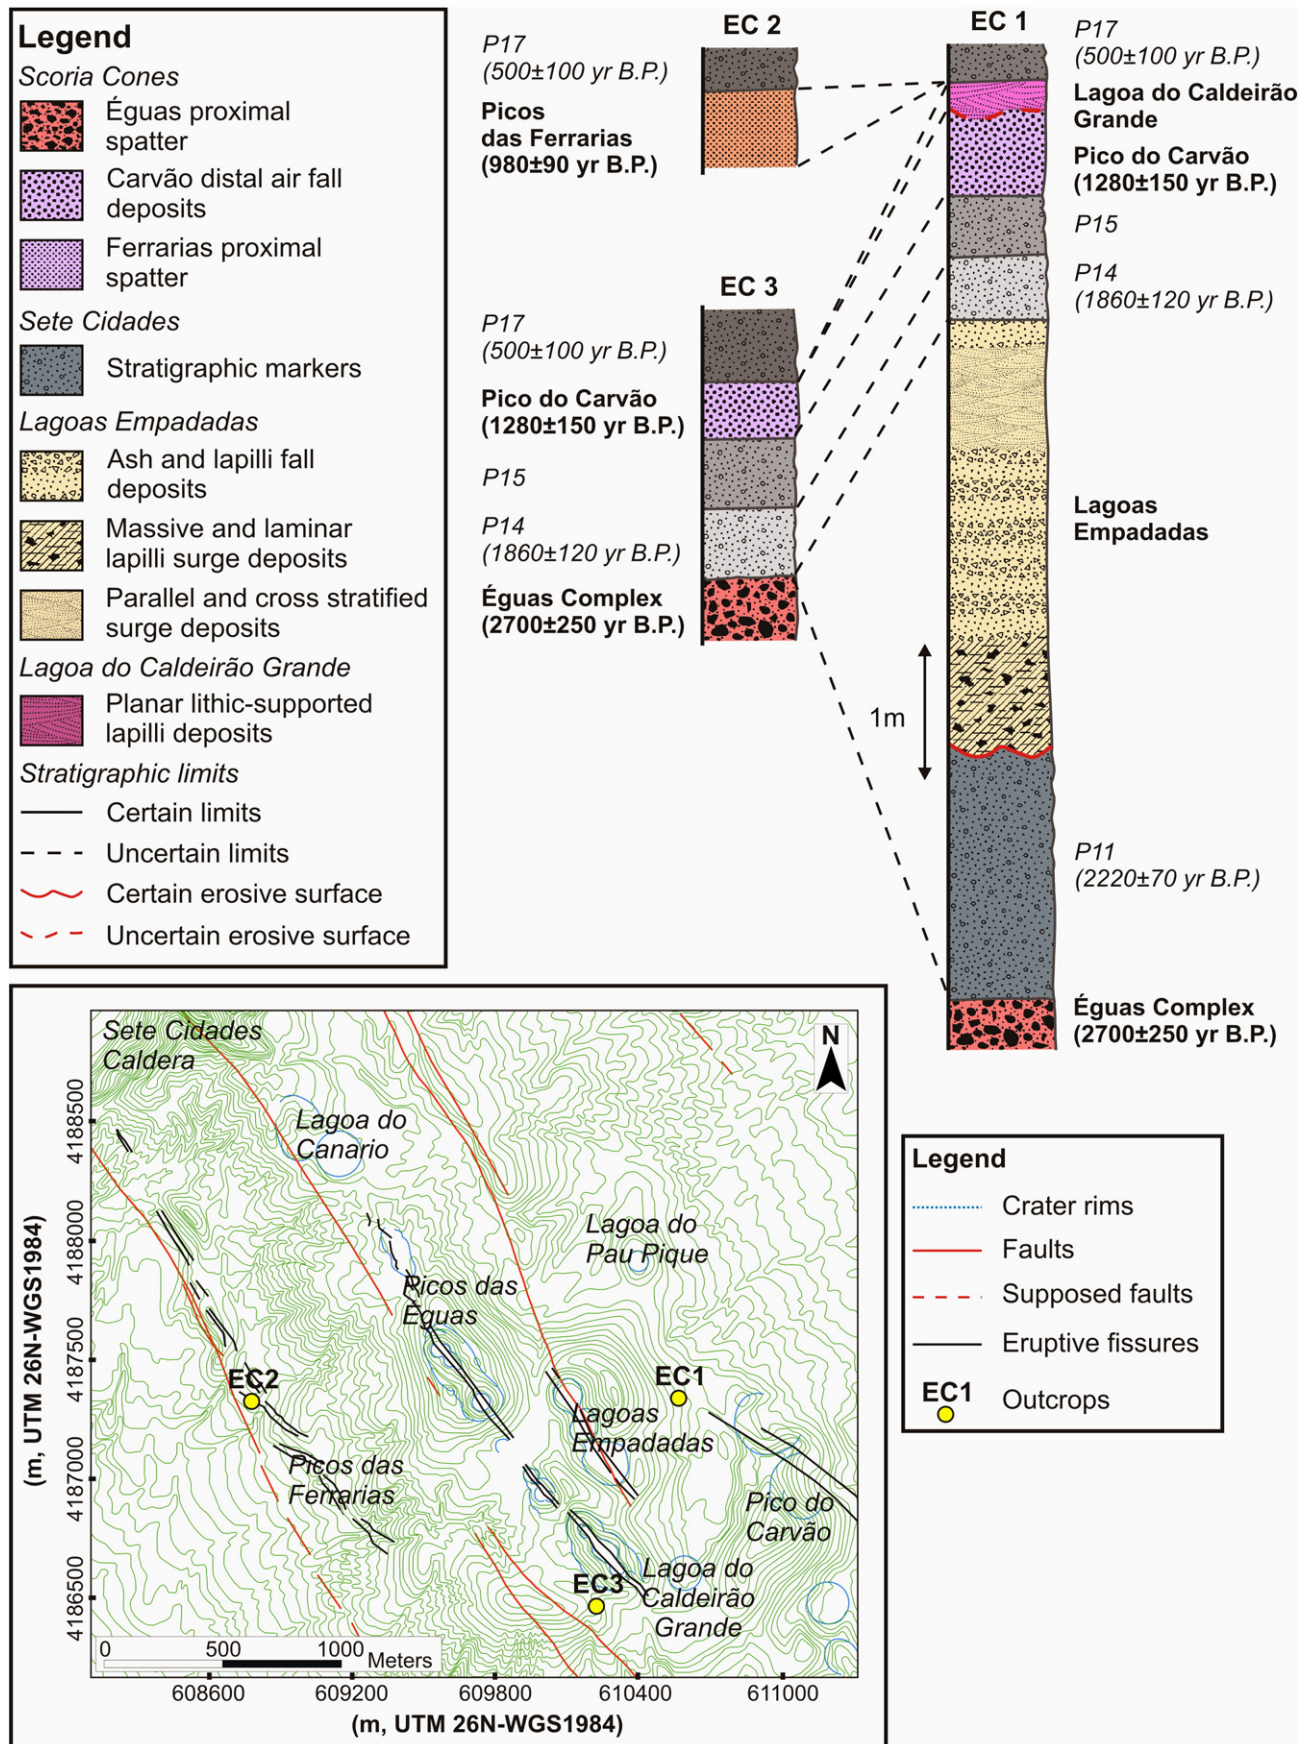 Legend
Scoria Cones
Éguas proximal
spatter
Carvão distal air fall
deposits
Ferrarias proximal
spatter
Sete Cidades
Stratigraphic markers
Lagoas Empadadas
Ash and lapilli fall
deposits
Massive and laminar
lapilli surge deposits
Parallel and cross stratified
surge deposits
Lagoa do Caldeirão Grande
Planar lithic-supported
lapilli deposits
Stratigraphic limits
Certain limits
Uncertain limits
Certain erosive surface
Uncertain erosive surface
EC 2
P17
(500±100 yr B.P.)
Picos
das Ferrarias
(980±90 yr B.P.)
EC 3
P17
(500±100 yr B.P.)
Pico do Carvão
(1280±150 yr B.P.)
P15
P14
(1860±120 yr B.P.)
Éguas Complex
(2700±250 yr B.P.)
EC 1
P17
(500±100 yr B.P.)
Lagoa do Caldeirão
Grande
Pico do Carvão
(1280±150 yr B.P.)
P15
P14
(1860±120 yr B.P.)
Lagoas
Empadadas
1m
P11
(2220±70 yr B.P.)
Éguas Complex
(2700±250 yr B.P.)
Sete Cidades
Caldera
N
Lagoa do
Canario
Lagoa do
Pau Pique
Picos das
Éguas
EC2
EC1
Lagoas
Empadadas
Picos das
Ferrarias
Pico do
Carvão
EC3
Lagoa do
Caldeirão
Grande
0 500 1000 Meters
4188500
4188000
4187500
4187000
4186500
(m, UTM 26N-WGS1984)
608600 609200 609800 610400 611000
(m, UTM 26N-WGS1984)
Legend
Crater rims
Faults
Supposed faults
Eruptive fissures
EC1 Outcrops